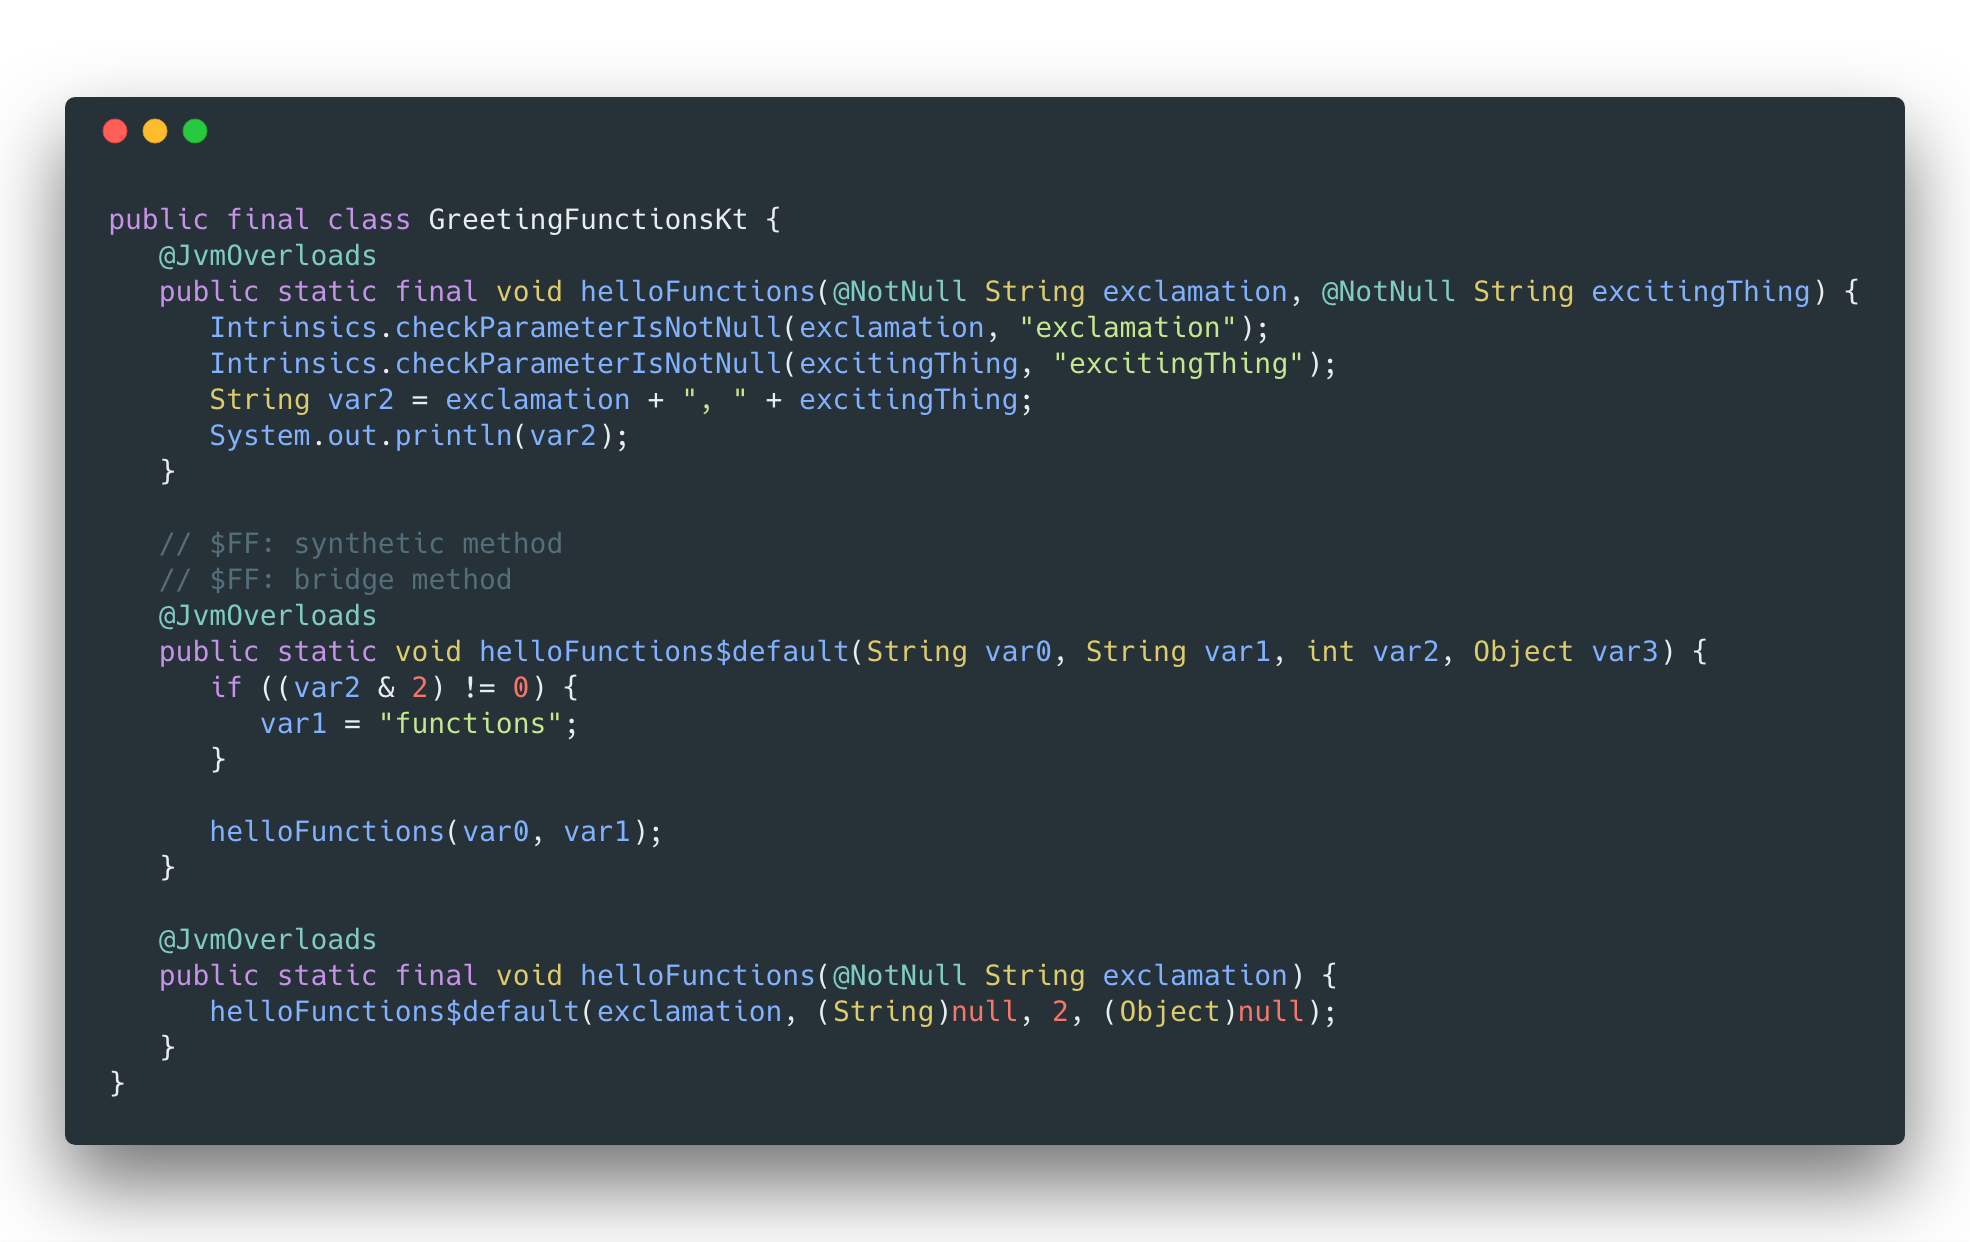 public final class GreetingFunctionsKt {
   @JvmOverloads
   public static final void helloFunctions(@NotNull String exclamation, @NotNull String excitingThing) {
      Intrinsics.checkParameterIsNotNull(exclamation, "exclamation");
      Intrinsics.checkParameterIsNotNull(excitingThing, "excitingThing");
      String var2 = exclamation + ", " + excitingThing;
      System.out.println(var2);
   }

   // $FF: synthetic method
   // $FF: bridge method
   @JvmOverloads
   public static void helloFunctions$default(String var0, String var1, int var2, Object var3) {
      if ((var2 & 2) != 0) {
         var1 = "functions";
      }

      helloFunctions(var0, var1);
   }

   @JvmOverloads
   public static final void helloFunctions(@NotNull String exclamation) {
      helloFunctions$default(exclamation, (String)null, 2, (Object)null);
   }
}